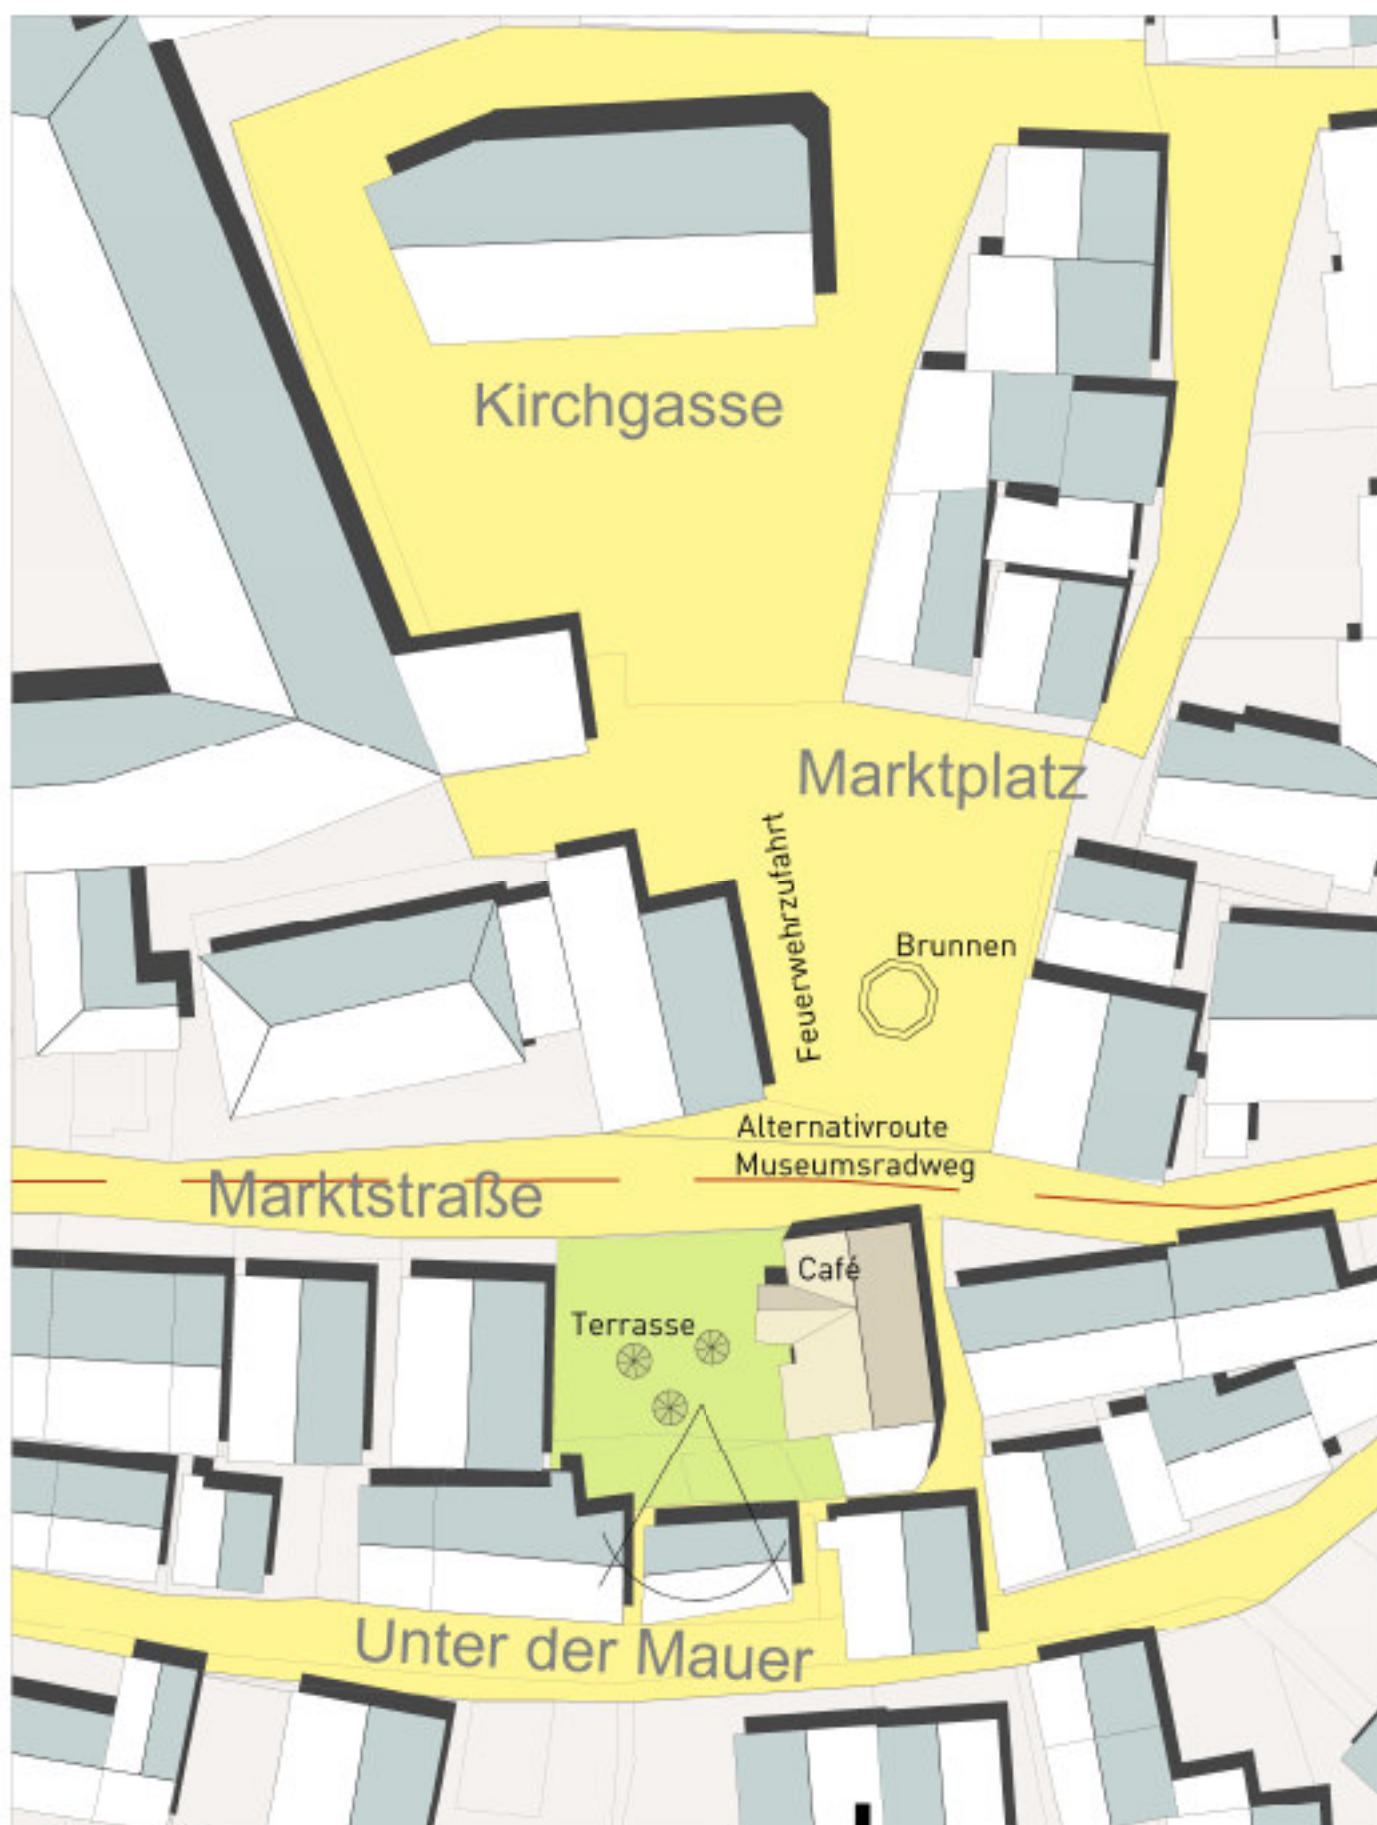 Kirchgasse
Marktplatz
Feuerwehrzufahrt
Brunnen
Alternativroute
Museumsradweg
Marktstraße
Café
Terrasse
Unter der Mauer